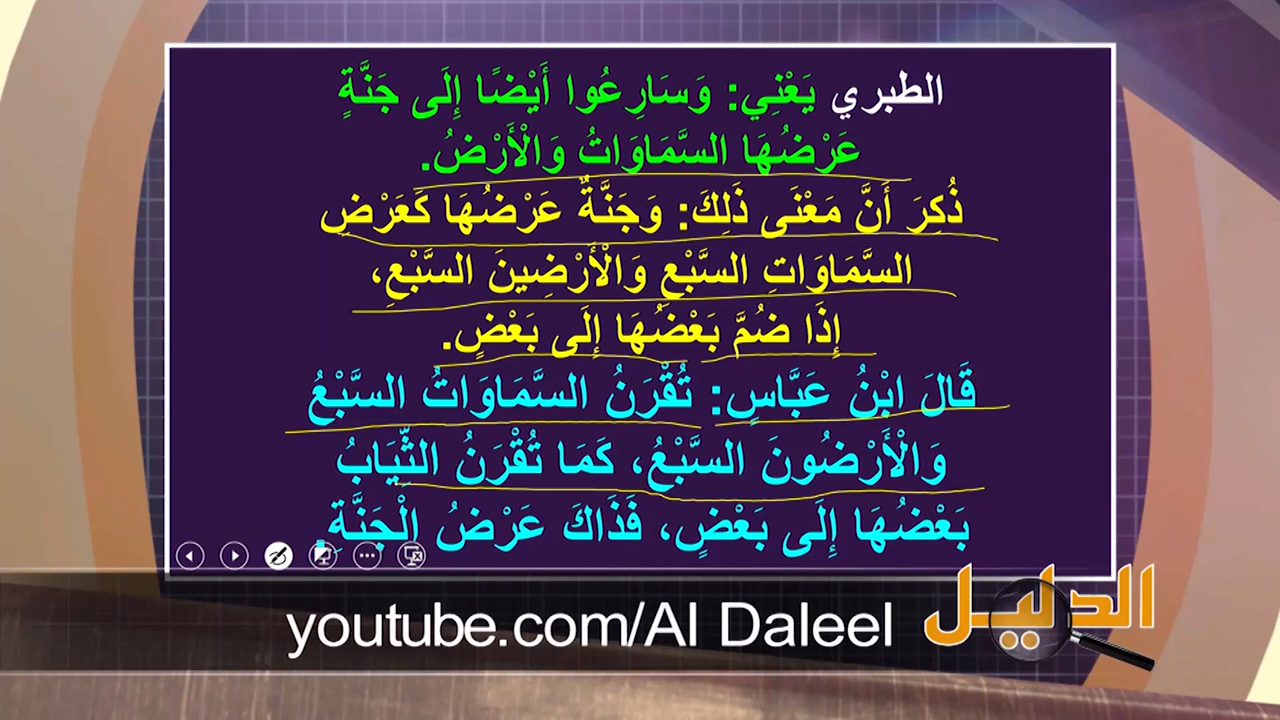 الطبري يَعْنِي: وَسَارِعُوا أَيْضًا إِلَى جَنَّةٍ
عَرْضُهَا السَّمَاوَاتُ وَالْأَرْضُ.
ذُكِرَ أَنَّ مَعْنَى ذَلِكَ: وَجَنَّةٌ عَرْضُهَا كَعَرْضِ
السَّمَاوَاتِ السَّبْعِ وَالْأَرْضِينَ السَّبْعِ،
إِذَا ضُمَّ بَعْضُهَا إِلَى بَعْضٍ.
قَالَ ابْنُ عَبَّاسٍ: تُقْرَنُ السَّمَاوَاتُ السَّبْعُ
وَالْأَرْضُونَ السَّبْعُ، كَمَا تُقْرَنُ الثِّيَابُ
بَعْضُهَا إِلَى بَعْضٍ، فَذَاكَ عَرْضُ الْجَنَّةِ
youtube.com/Al Daleel
الدليل